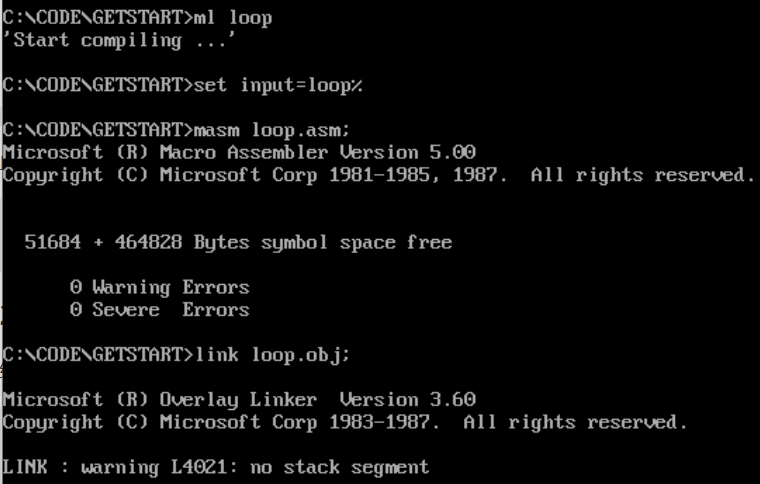 C:\CODE\GETSTART>ml loop
'Start compiling ...'
C:\CODE\GETSTART>set input=loop%
C:\CODE\GETSTART>masm loop.asm;
Microsoft (R) Macro Assembler Version 5.00
Copyright (C) Microsoft Corp 1981-1985, 1987.  All rights reserved.
51684 + 464828 Bytes symbol space free
0 Warning Errors
0 Severe  Errors
C:\CODE\GETSTART>link loop.obj;
Microsoft (R) Overlay Linker  Version 3.60
Copyright (C) Microsoft Corp 1983-1987.  All rights reserved.
LINK : warning L4021: no stack segment